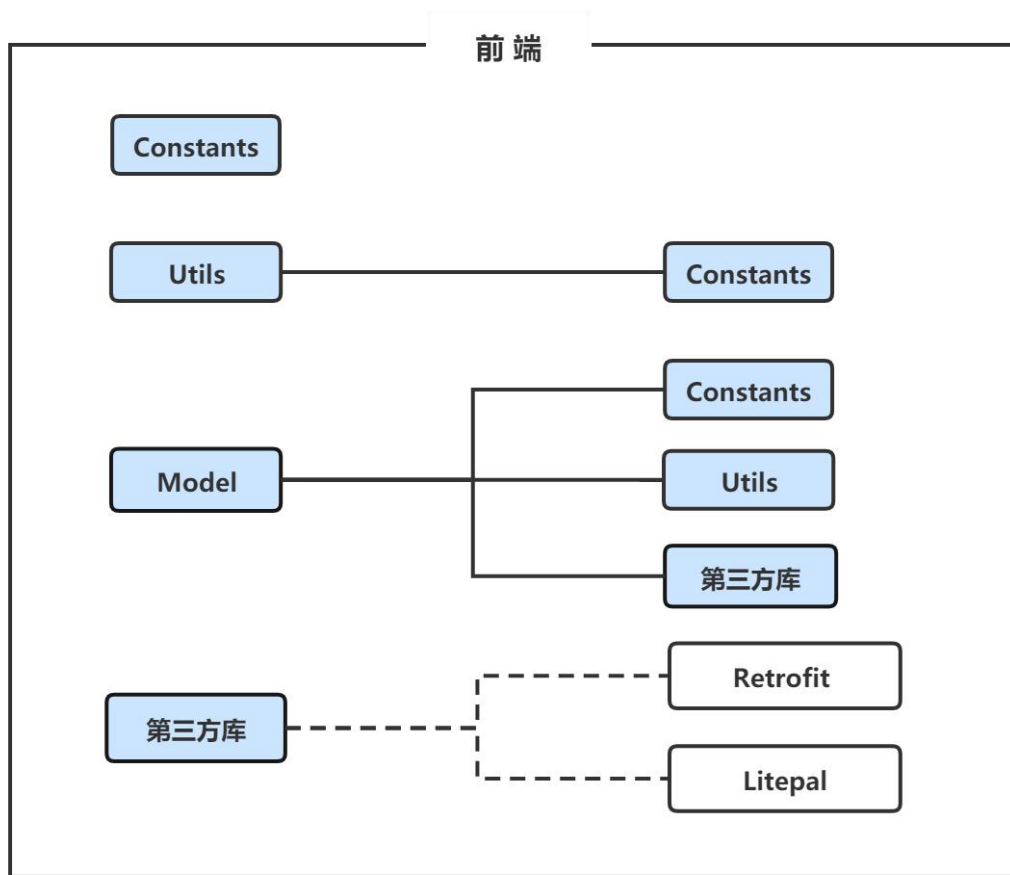 前 端
Constants
Utils
Constants
Constants
Model
Utils
第三方库
Retrofit
第三方库
Litepal